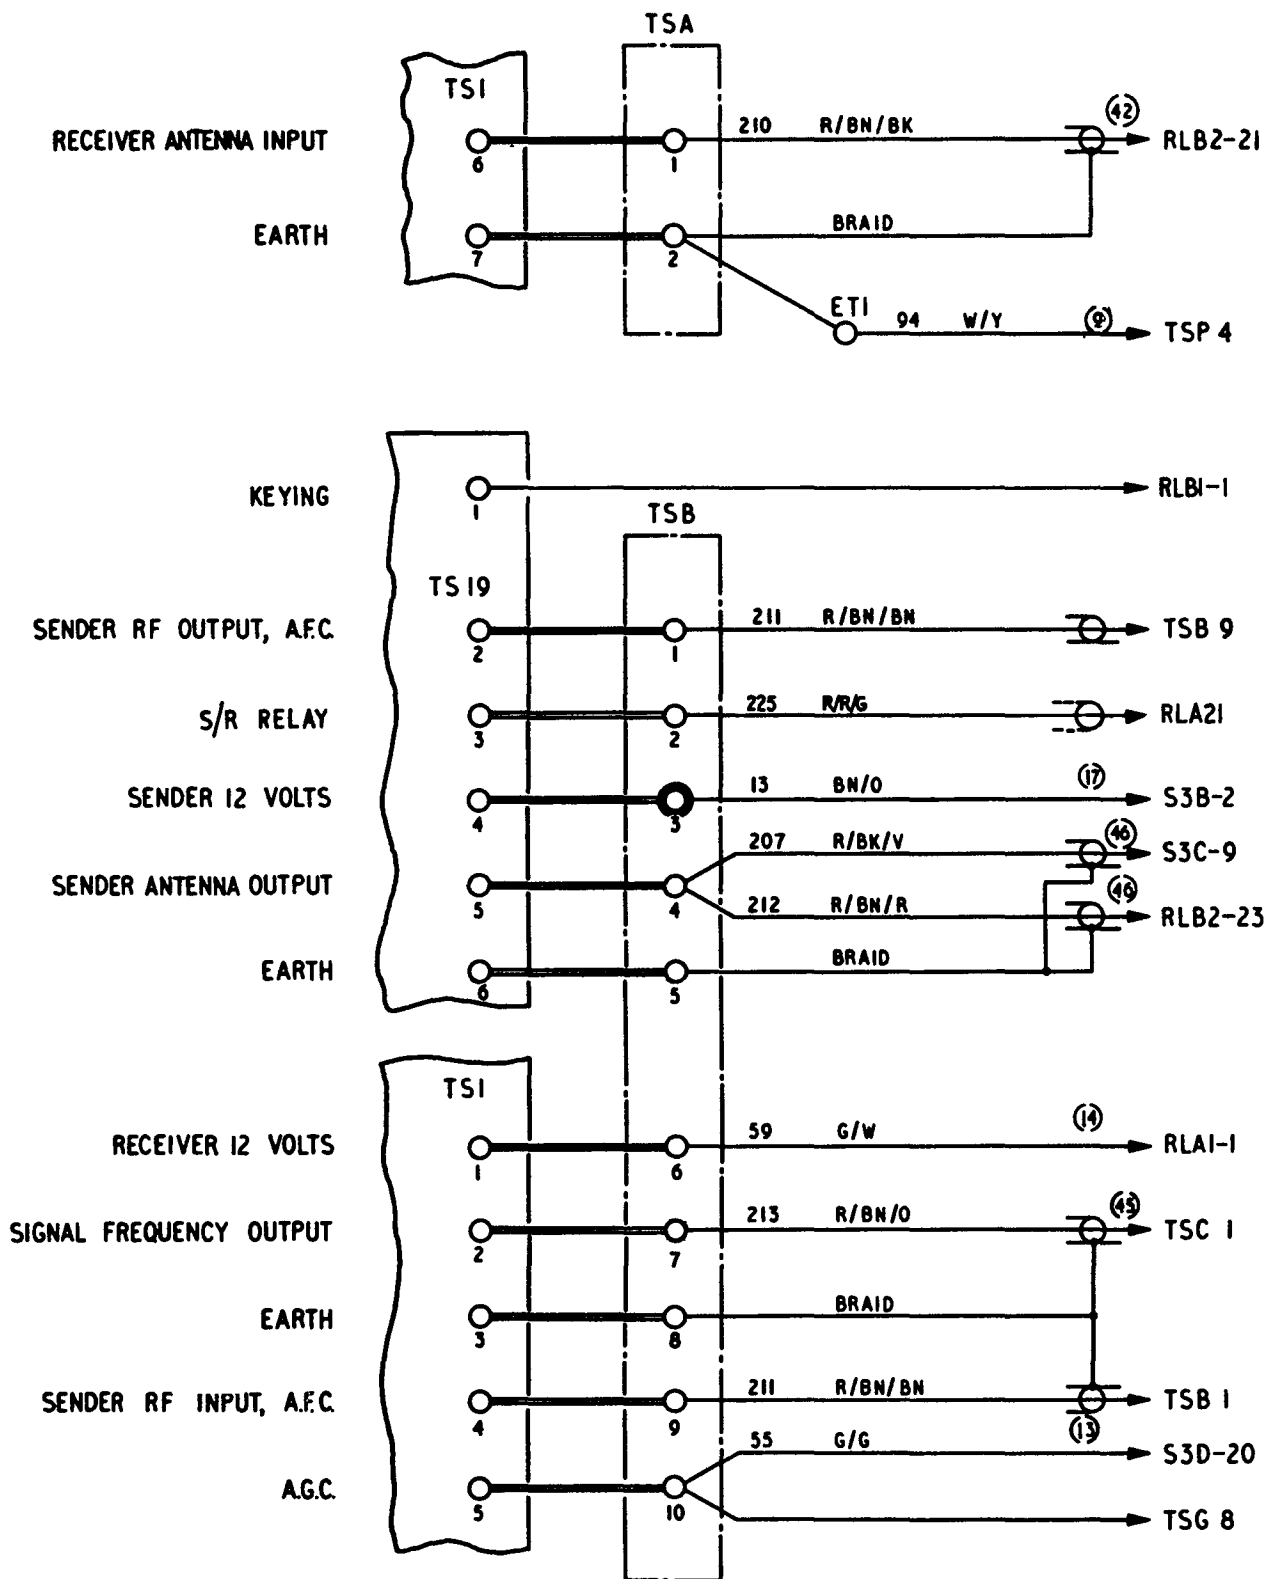 TSA
TS1
RECEIVER ANTENNA INPUT
6
1
210 R/BN/BK
(42)
RLB2-21
EARTH
7
2
BRAID
ET1
94 W/Y
(9)
TSP 4
KEYING
1
RLB1-1
TSB
TS19
SENDER RF OUTPUT, A.F.C.
2
1
211 R/BN/BN
TSB 9
S/R RELAY
3
2
225 R/R/G
RLA21
SENDER 12 VOLTS
4
3
13 BN/O
(17)
S3B-2
207 R/BK/V
(46)
S3C-9
SENDER ANTENNA OUTPUT
5
4
212 R/BN/R
(46)
RLB2-23
EARTH
6
5
BRAID
TS1
RECEIVER 12 VOLTS
1
6
59 G/W
(14)
RLA1-1
SIGNAL FREQUENCY OUTPUT
2
7
213 R/BN/O
(45)
TSC 1
EARTH
3
8
BRAID
SENDER RF INPUT, A.F.C.
4
9
211 R/BN/BN
(13)
TSB 1
55 G/G
S3D-20
A.G.C.
5
10
TSG 8